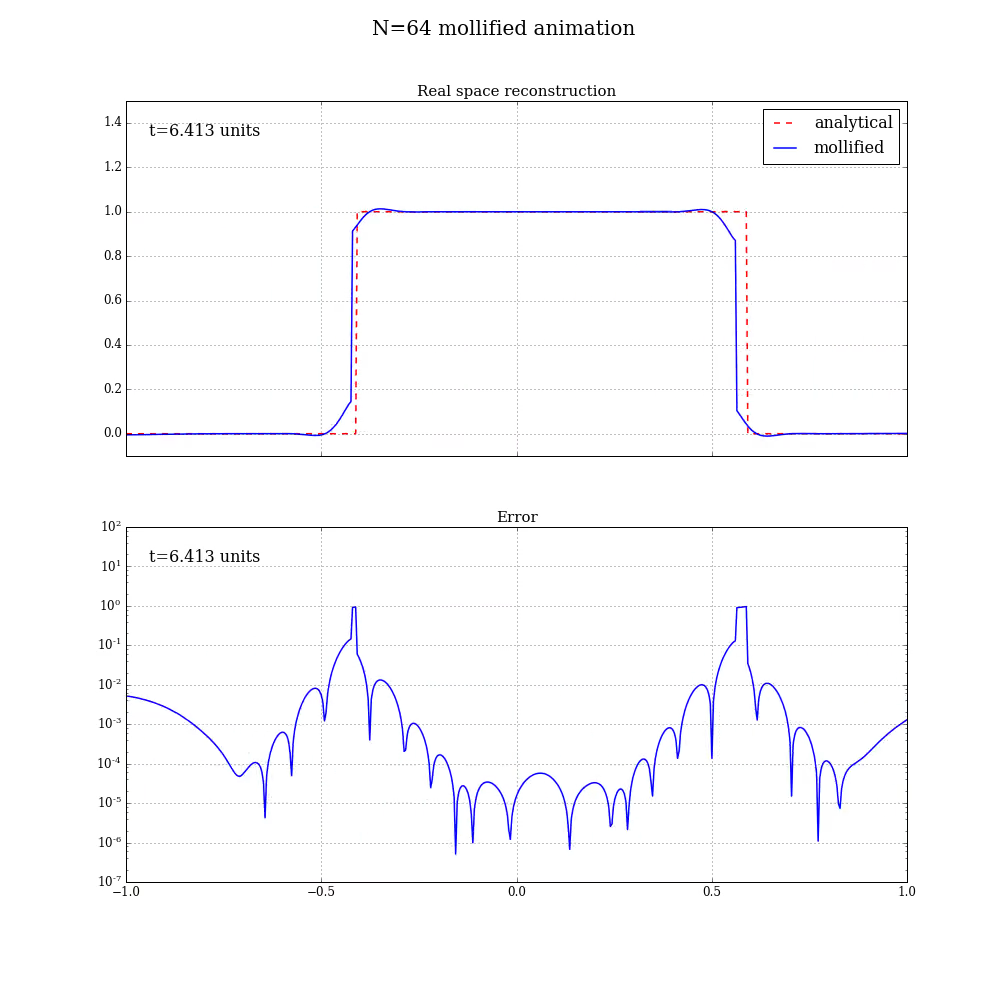 N=64 mollified animation
Real space reconstruction
t=6.413 units
analytical
mollified
1.4
1.2
1.0
0.8
0.6
0.4
0.2
0.0
Error
t=6.413 units
10²
10¹
10⁰
10⁻¹
10⁻²
10⁻³
10⁻⁴
10⁻⁵
10⁻⁶
10⁻⁷
−1.0 −0.5 0.0 0.5 1.0